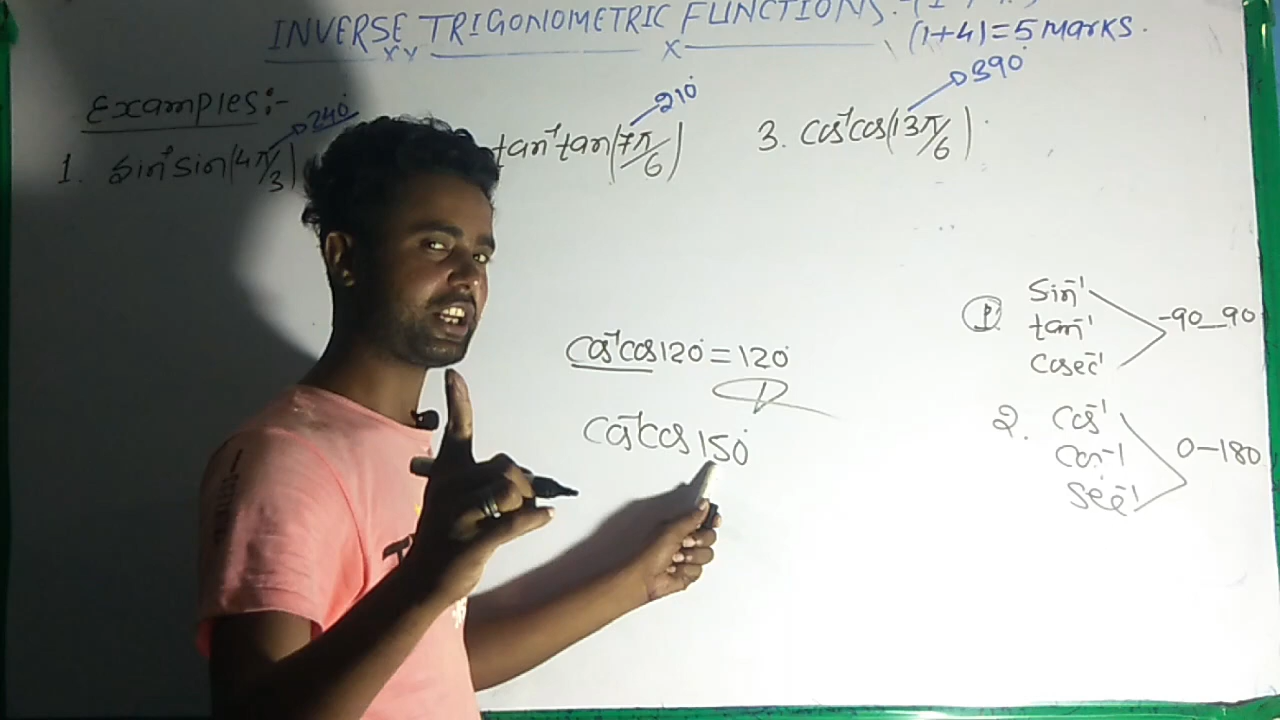 INVERSE TRIGONOMETRIC FUNCTIONS.
(1+4)=5 marks.
Examples:-
1. sin⁻¹sin(4π/3) → 240°
tan⁻¹tan(7π/6) → 210°
3. cos⁻¹cos(13π/6) → 390°
cos⁻¹cos120°=120°
cos⁻¹cos150°
1. sin⁻¹
tan⁻¹
cosec⁻¹
-90_90
2. cos⁻¹
cot⁻¹
sec⁻¹
0-180